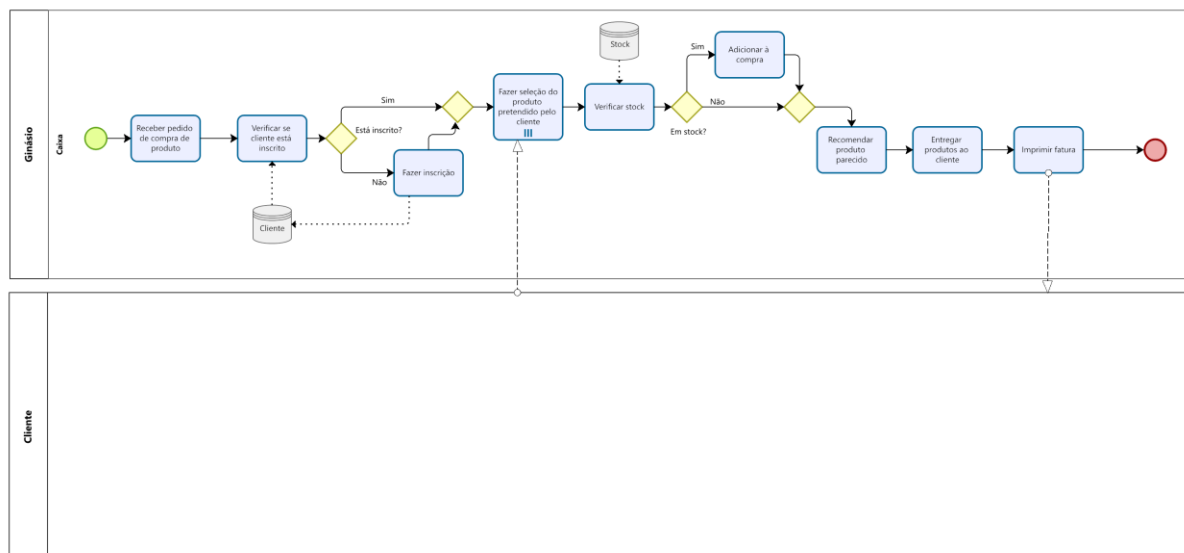 Ginásio
Caixa
Receber pedido
de compra de
produto
Verificar se
cliente está
inscrito
Cliente
Está inscrito?
Sim
Não
Fazer inscrição
Fazer seleção do
produto
pretendido pelo
cliente
Stock
Verificar stock
Em stock?
Sim
Não
Adicionar à
compra
Recomendar
produto
parecido
Entregar
produtos ao
cliente
Imprimir fatura
Cliente